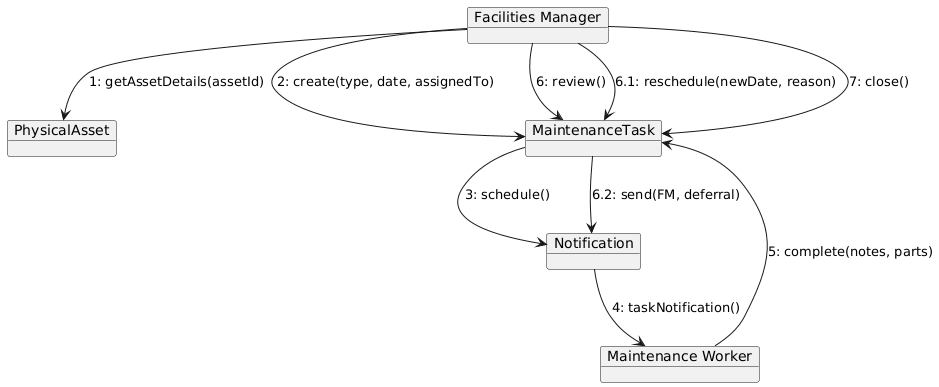 Facilities Manager
1: getAssetDetails(assetId)
2: create(type, date, assignedTo)
6: review()
6.1: reschedule(newDate, reason)
7: close()
PhysicalAsset
MaintenanceTask
3: schedule()
6.2: send(FM, deferral)
Notification
5: complete(notes, parts)
4: taskNotification()
Maintenance Worker